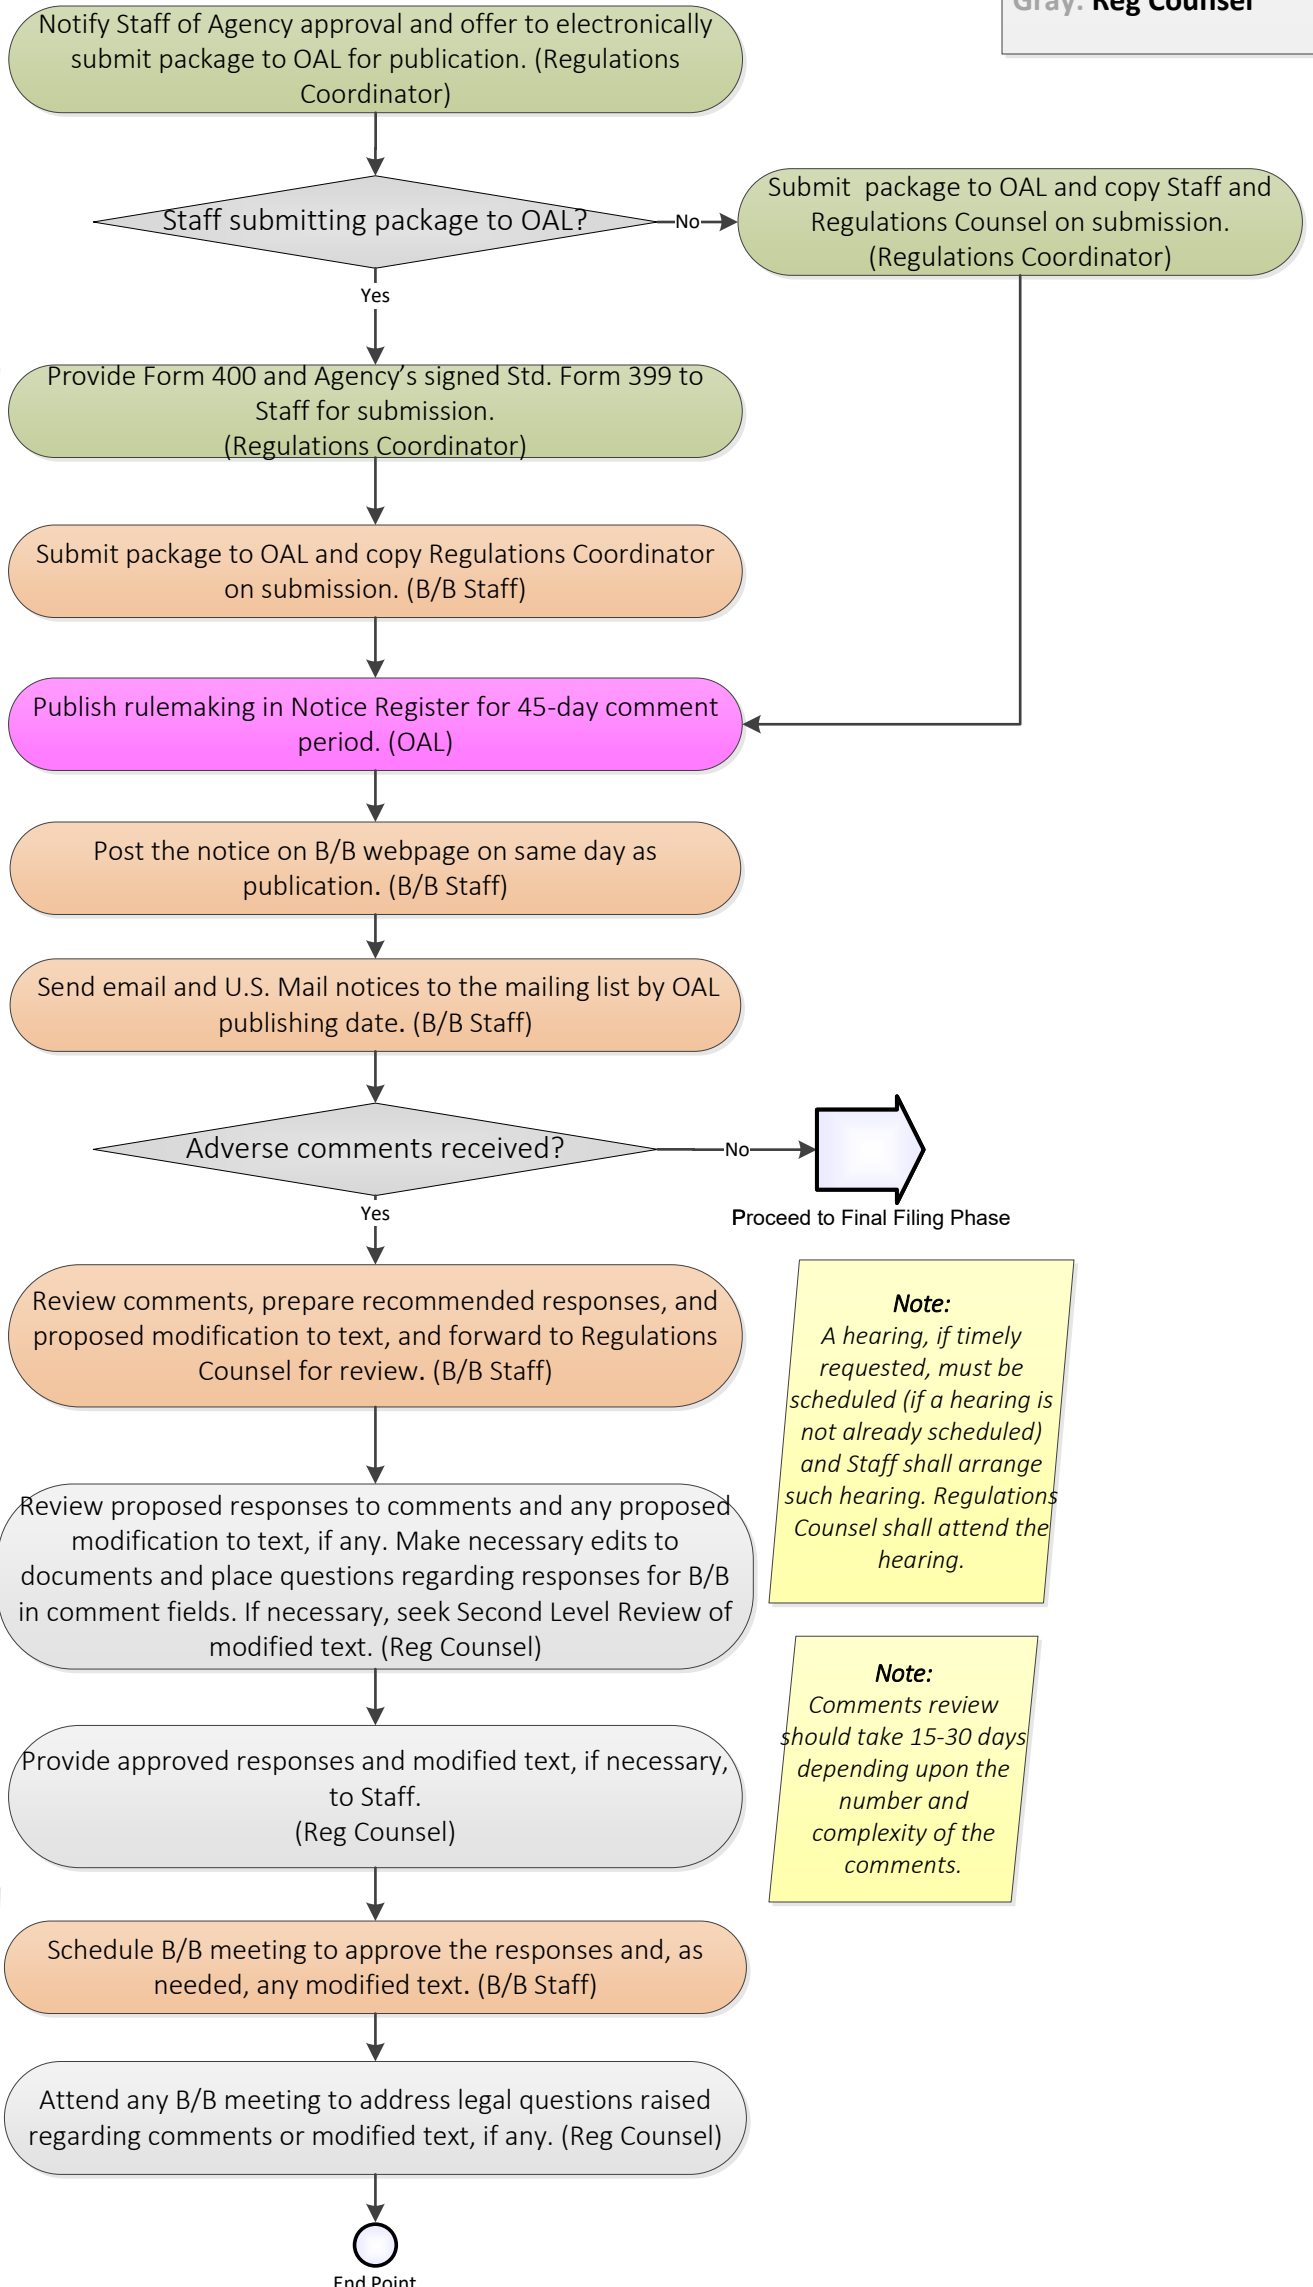 Gray: Reg Counsel
Notify Staff of Agency approval and offer to electronically
submit package to OAL for publication. (Regulations
Coordinator)
Staff submitting package to OAL?
No
Submit  package to OAL and copy Staff and
Regulations Counsel on submission.
(Regulations Coordinator)
Yes
Provide Form 400 and Agency’s signed Std. Form 399 to
Staff for submission.
(Regulations Coordinator)
Submit package to OAL and copy Regulations Coordinator
on submission. (B/B Staff)
Publish rulemaking in Notice Register for 45-day comment
period. (OAL)
Post the notice on B/B webpage on same day as
publication. (B/B Staff)
Send email and U.S. Mail notices to the mailing list by OAL
publishing date. (B/B Staff)
Adverse comments received?
No
Proceed to Final Filing Phase
Yes
Review comments, prepare recommended responses, and
proposed modification to text, and forward to Regulations
Counsel for review. (B/B Staff)
Note:
A hearing, if timely
requested, must be
scheduled (if a hearing is
not already scheduled)
and Staff shall arrange
such hearing. Regulations
Counsel shall attend the
hearing.
Review proposed responses to comments and any proposed
modification to text, if any. Make necessary edits to
documents and place questions regarding responses for B/B
in comment fields. If necessary, seek Second Level Review of
modified text. (Reg Counsel)
Note:
Comments review
should take 15-30 days
depending upon the
number and
complexity of the
comments.
Provide approved responses and modified text, if necessary,
to Staff.
(Reg Counsel)
Schedule B/B meeting to approve the responses and, as
needed, any modified text. (B/B Staff)
Attend any B/B meeting to address legal questions raised
regarding comments or modified text, if any. (Reg Counsel)
End Point